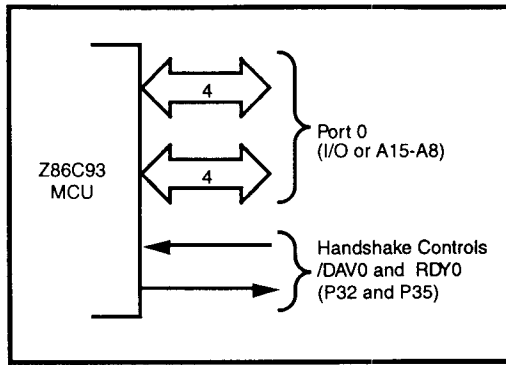 4
Port 0
(I/O or A15-A8)
Z86C93
MCU
4
Handshake Controls
/DAV0 and RDY0
(P32 and P35)